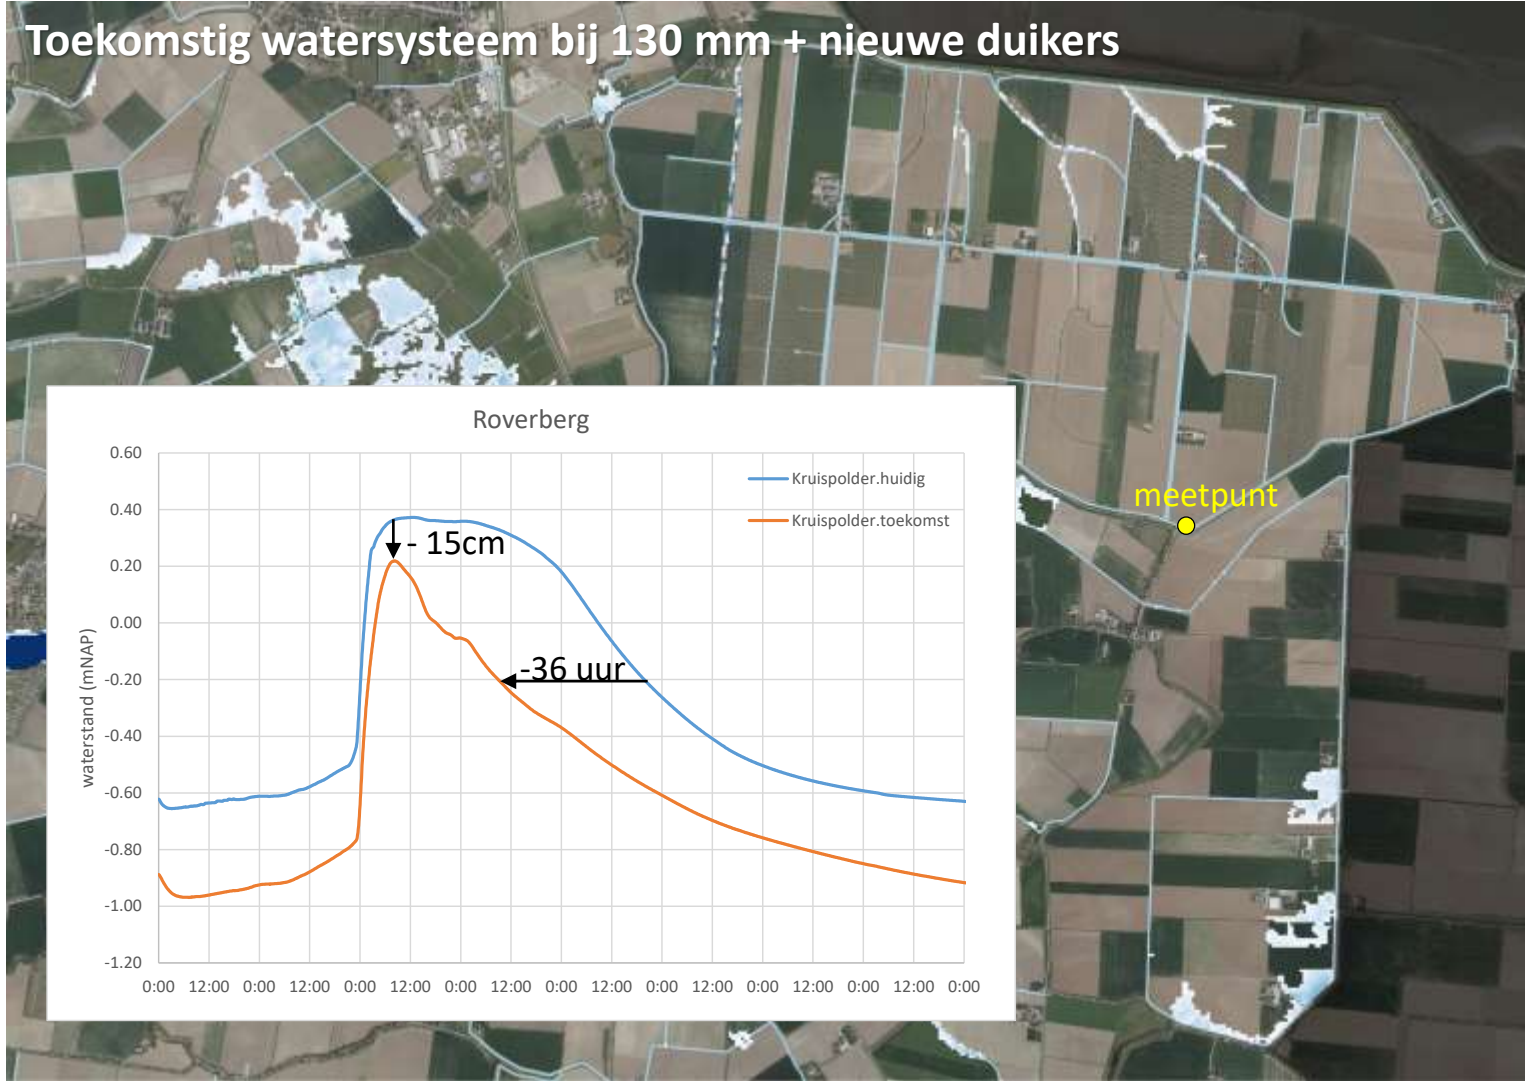 Toekomstig watersysteem bij 130 mm + nieuwe duikers
meetpunt
Roverberg
waterstand (mNAP)
0.60
0.40
0.20
0.00
-0.20
-0.40
-0.60
-0.80
-1.00
-1.20
Kruispolder.huidig
Kruispolder.toekomst
- 15cm
-36 uur
0:00 12:00 0:00 12:00 0:00 12:00 0:00 12:00 0:00 12:00 0:00 12:00 0:00 12:00 0:00 12:00 0:00